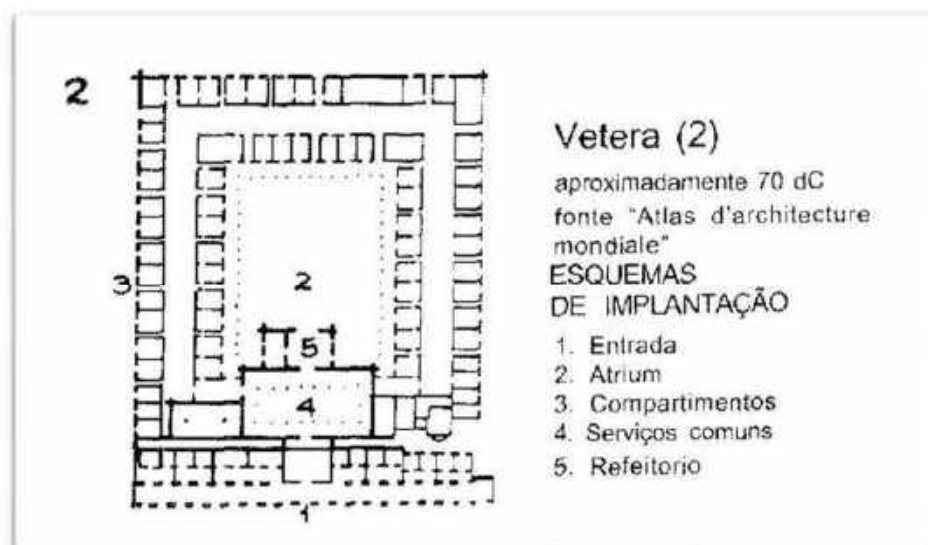 2
Vetera (2)
aproximadamente 70 dC
fonte "Atlas d'architecture
mondiale"
ESQUEMAS
DE IMPLANTAÇÃO
1. Entrada
2. Atrium
3. Compartimentos
4. Serviços comuns
5. Refeitorio
3
2
5
4
1